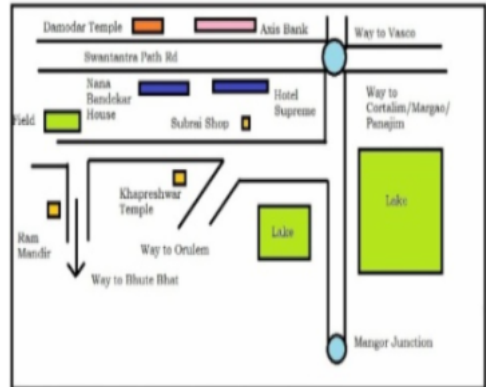 Damodar Temple
Axis Bank
Way to Vasco
Swantantra Path Rd
Nana
Bandekar
House
Hotel
Supreme
Way to
Cortalim/Margao/
Panajim
Field
Subrai Shop
Khapreshwar
Temple
Lake
Lake
Ram
Mandir
Way to Orulem
Way to Bhute Bhat
Mangor Junction